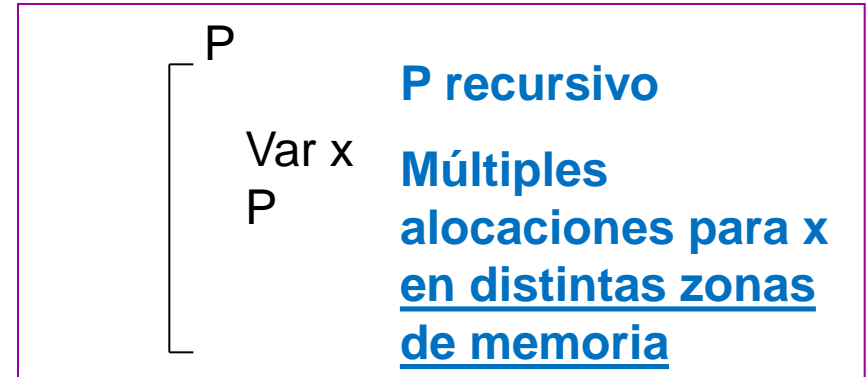 P
P recursivo
Var x
P
Múltiples
alocaciones para x
en distintas zonas
de memoria